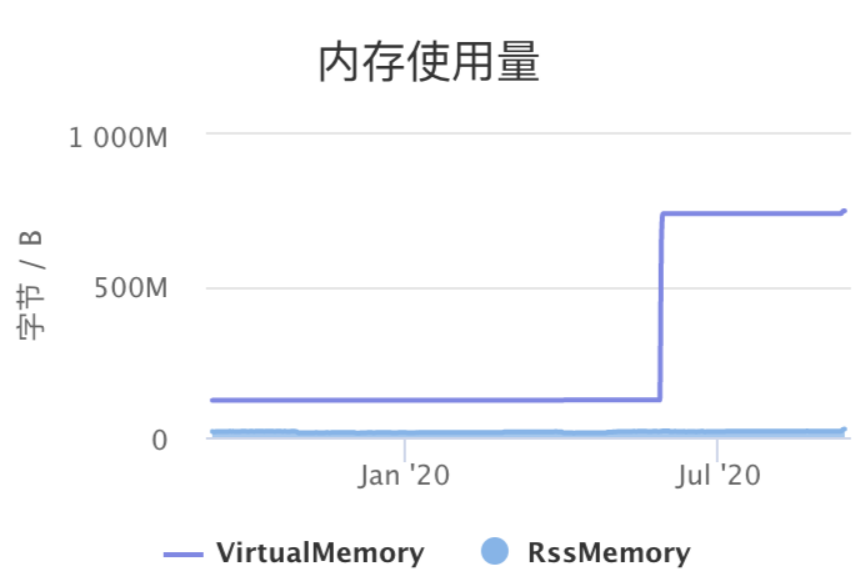 内存使用量
1 000M
500M
0
字节 / B
Jan '20
Jul '20
VirtualMemory
RssMemory